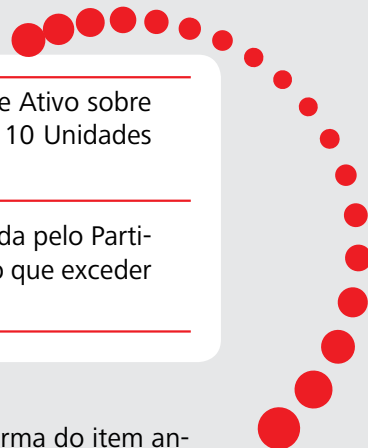 e Ativo sobre
10 Unidades
da pelo Parti-
o que exceder
rma do item an-